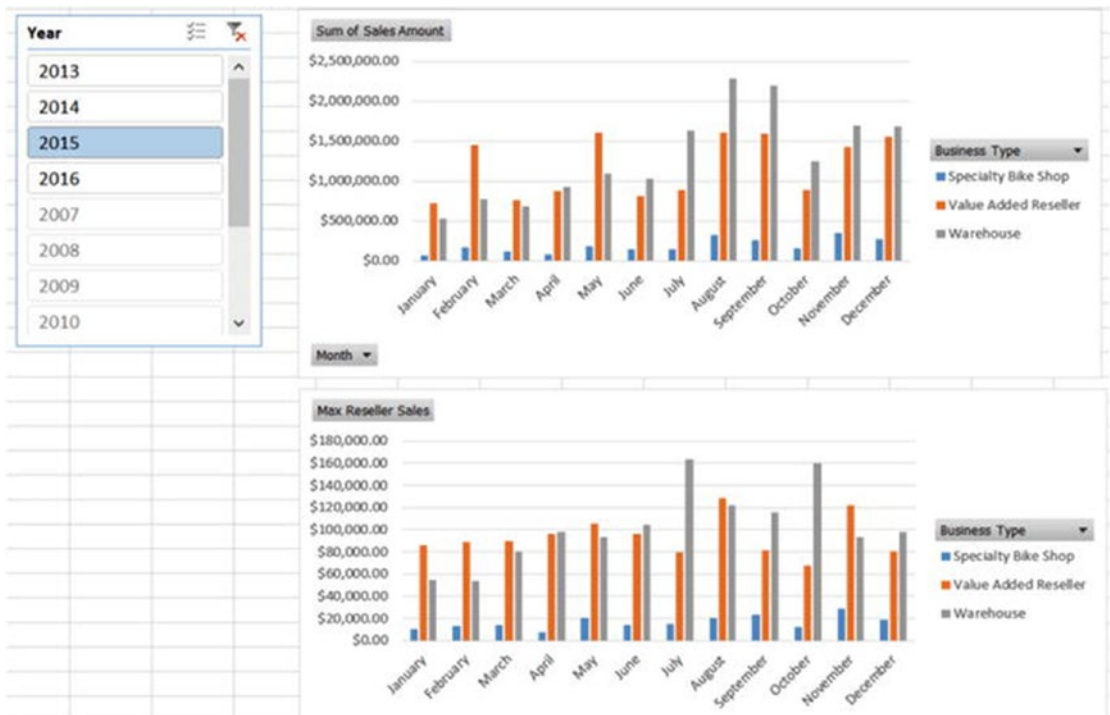 Year
2013
2014
2015
2016
2007
2008
2009
2010
Sum of Sales Amount
$2,500,000.00
$2,000,000.00
$1,500,000.00
$1,000,000.00
$500,000.00
$0.00
January
February
March
April
May
June
July
August
September
October
November
December
Business Type
Specialty Bike Shop
Value Added Reseller
Warehouse
Month
Max Reseller Sales
$180,000.00
$160,000.00
$140,000.00
$120,000.00
$100,000.00
$80,000.00
$60,000.00
$40,000.00
$20,000.00
$0.00
January
February
March
April
May
June
July
August
September
October
November
December
Business Type
Specialty Bike Shop
Value Added Reseller
Warehouse